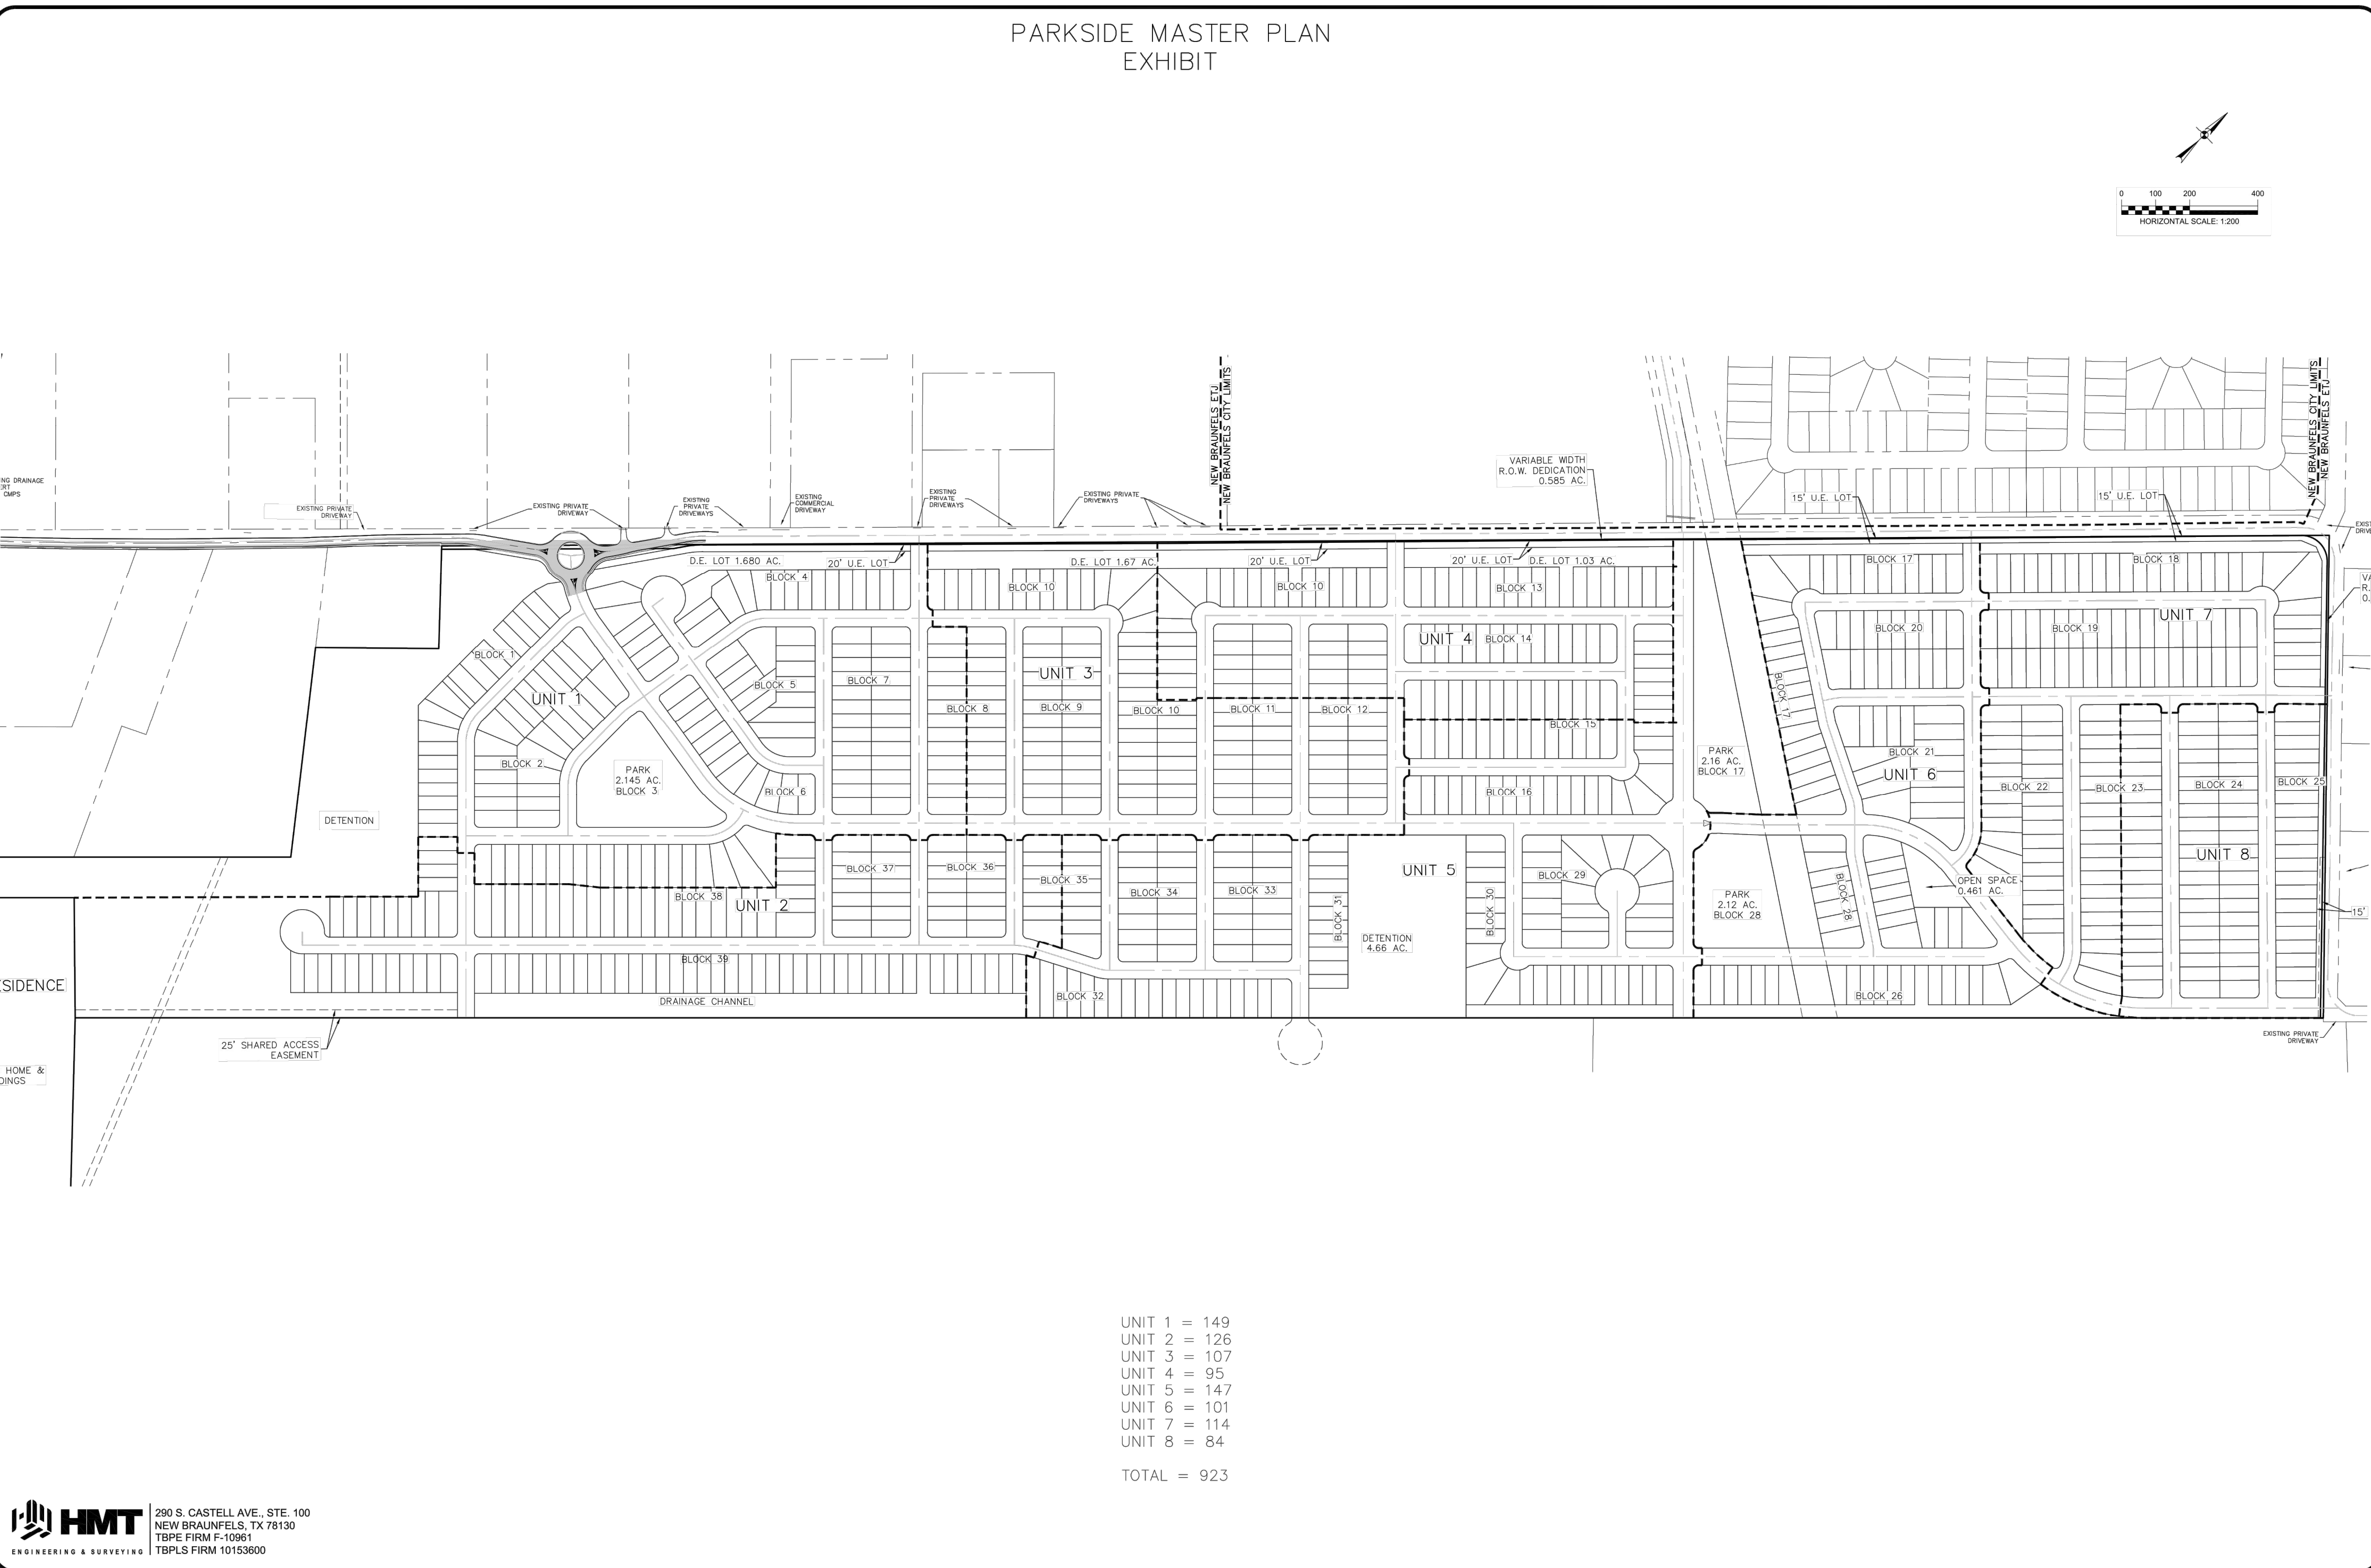 PARKSIDE MASTER PLAN
EXHIBIT
0 100 200 400
HORIZONTAL SCALE: 1:200
NEW BRAUNFELS ETJ
NEW BRAUNFELS CITY LIMITS
NEW BRAUNFELS CITY LIMITS
NEW BRAUNFELS ETJ
VARIABLE WIDTH
R.O.W. DEDICATION
0.585 AC.
NG DRAINAGE
ERT
CMPS
EXISTING PRIVATE
DRIVEWAY
EXISTING PRIVATE
DRIVEWAY
EXISTING
PRIVATE
DRIVEWAYS
EXISTING
COMMERCIAL
DRIVEWAY
EXISTING
PRIVATE
DRIVEWAYS
EXISTING PRIVATE
DRIVEWAYS
15' U.E. LOT
15' U.E. LOT
EXIST
DRIVE
D.E. LOT 1.680 AC.
20' U.E. LOT
D.E. LOT 1.67 AC.
20' U.E. LOT
20' U.E. LOT
D.E. LOT 1.03 AC.
BLOCK 4
BLOCK 10
BLOCK 10
BLOCK 13
BLOCK 17
BLOCK 18
VA
R.
0.
UNIT 7
BLOCK 20
BLOCK 19
UNIT 4
BLOCK 14
BLOCK 1
UNIT 3
BLOCK 5
BLOCK 7
UNIT 1
BLOCK 17
BLOCK 8
BLOCK 9
BLOCK 10
BLOCK 11
BLOCK 12
BLOCK 15
BLOCK 2
PARK
2.145 AC.
BLOCK 3
BLOCK 6
BLOCK 16
PARK
2.16 AC.
BLOCK 17
BLOCK 21
UNIT 6
BLOCK 22
BLOCK 23
BLOCK 24
BLOCK 25
DETENTION
UNIT 8
BLOCK 37
BLOCK 36
BLOCK 35
BLOCK 34
BLOCK 33
UNIT 5
BLOCK 29
BLOCK 38
UNIT 2
BLOCK 31
BLOCK 30
PARK
2.12 AC.
BLOCK 28
BLOCK 28
OPEN SPACE
0.461 AC.
15'
DETENTION
4.66 AC.
BLOCK 39
ESIDENCE
DRAINAGE CHANNEL
BLOCK 32
BLOCK 26
25' SHARED ACCESS
EASEMENT
EXISTING PRIVATE
DRIVEWAY
HOME &
DINGS
UNIT 1 = 149
UNIT 2 = 126
UNIT 3 = 107
UNIT 4 = 95
UNIT 5 = 147
UNIT 6 = 101
UNIT 7 = 114
UNIT 8 = 84
TOTAL = 923
HMT
ENGINEERING & SURVEYING
290 S. CASTELL AVE., STE. 100
NEW BRAUNFELS, TX 78130
TBPE FIRM F-10961
TBPLS FIRM 10153600